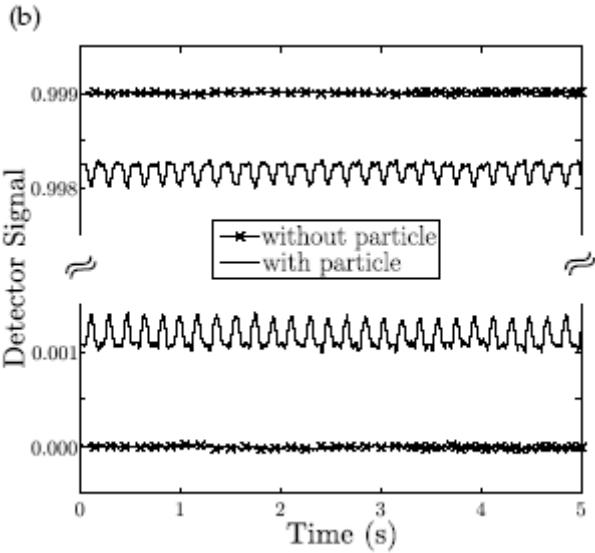 (b)
0.999
0.998
Detector Signal
without particle
with particle
0.001
0.000
0 1 2 3 4 5
Time (s)